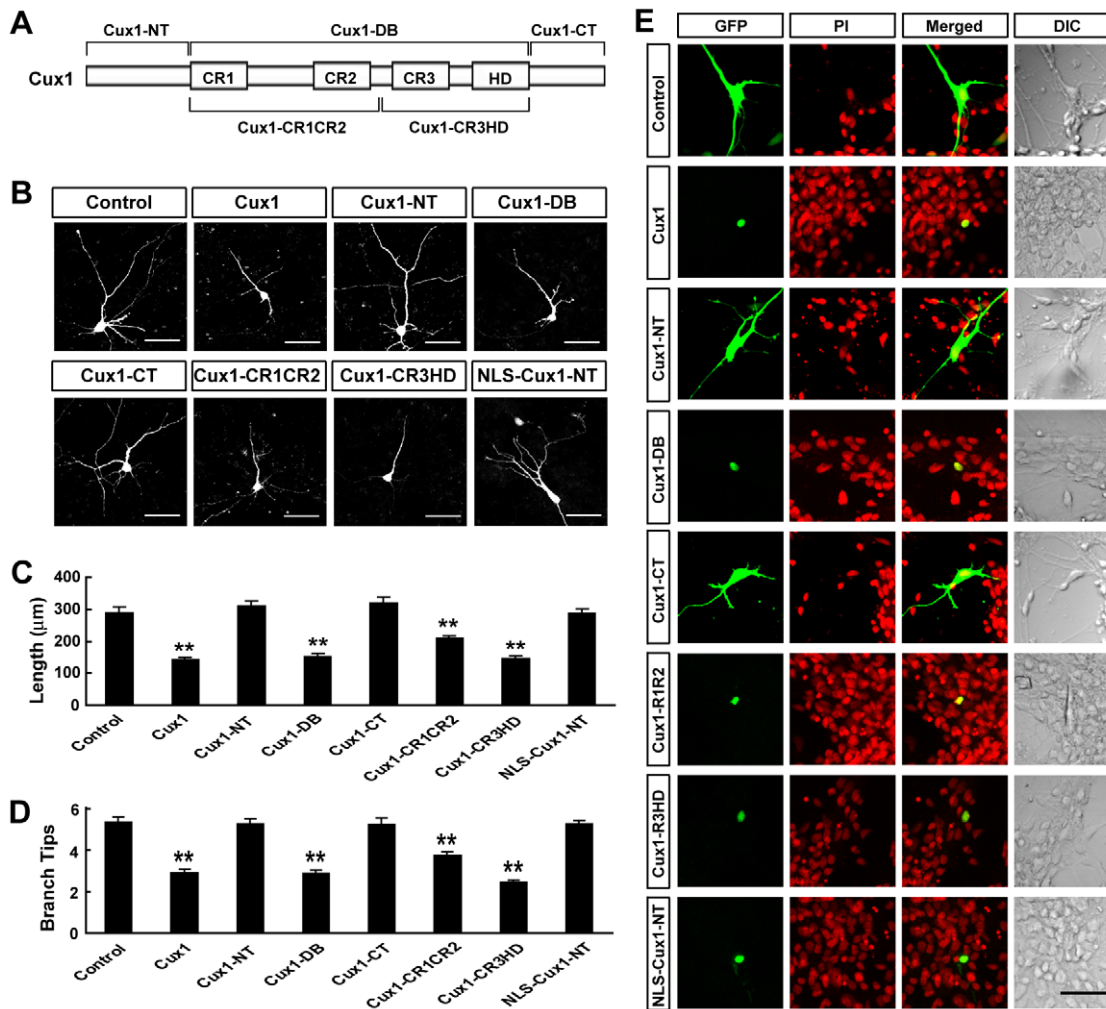 A
Cux1-NT Cux1-DB Cux1-CT
Cux1 CR1 CR2 CR3 HD
Cux1-CR1CR2 Cux1-CR3HD
B
Control Cux1 Cux1-NT Cux1-DB
Cux1-CT Cux1-CR1CR2 Cux1-CR3HD NLS-Cux1-NT
C
Length (μm)
400
300
200
100
0
** ** ** **
Control Cux1 Cux1-NT Cux1-DB Cux1-CT Cux1-CR1CR2 Cux1-CR3HD NLS-Cux1-NT
D
Branch Tips
6
4
2
0
** ** ** **
Control Cux1 Cux1-NT Cux1-DB Cux1-CT Cux1-CR1CR2 Cux1-CR3HD NLS-Cux1-NT
E
GFP PI Merged DIC
Control
Cux1
Cux1-NT
Cux1-DB
Cux1-CT
Cux1-R1R2
Cux1-R3HD
NLS-Cux1-NT